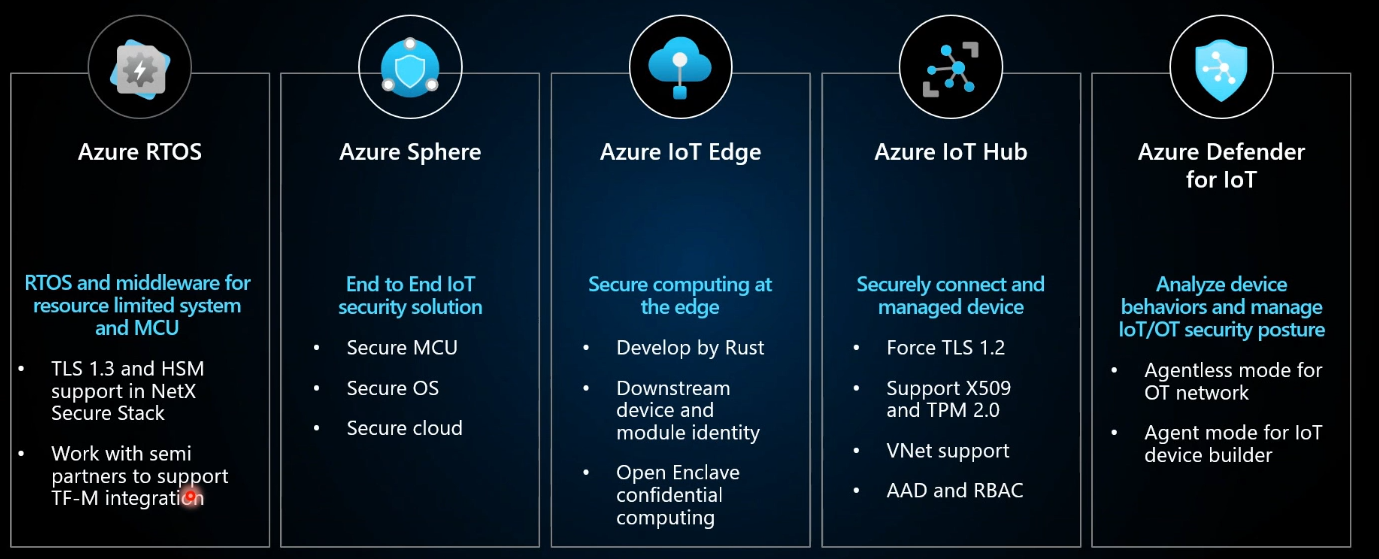 Azure RTOS
RTOS and middleware for
resource limited system
and MCU
• TLS 1.3 and HSM
support in NetX
Secure Stack
• Work with semi
partners to support
TF-M integration
Azure Sphere
End to End IoT
security solution
• Secure MCU
• Secure OS
• Secure cloud
Azure IoT Edge
Secure computing at
the edge
• Develop by Rust
• Downstream
device and
module identity
• Open Enclave
confidential
computing
Azure IoT Hub
Securely connect and
managed device
• Force TLS 1.2
• Support X509
and TPM 2.0
• VNet support
• AAD and RBAC
Azure Defender
for IoT
Analyze device
behaviors and manage
IoT/OT security posture
• Agentless mode for
OT network
• Agent mode for IoT
device builder